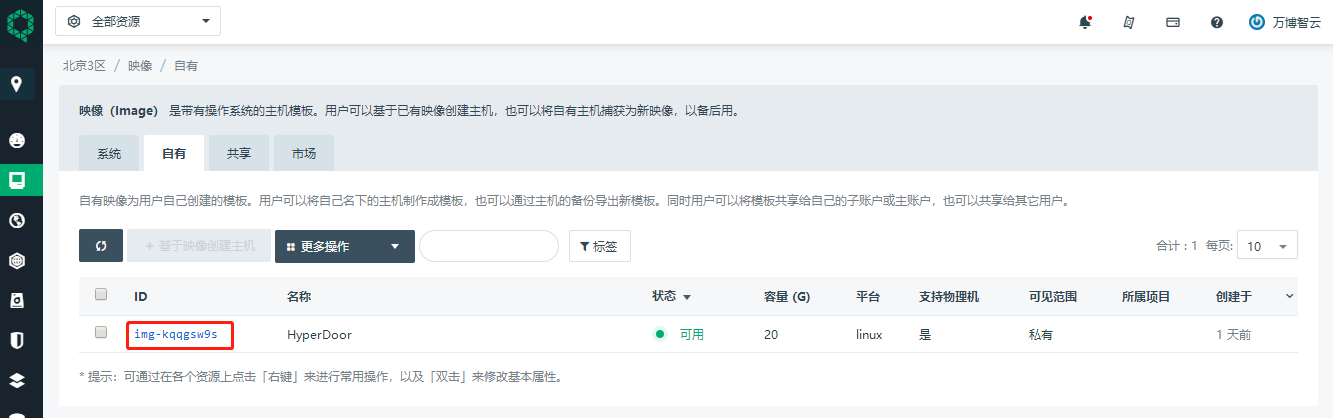 全部资源
万博智云
北京3区 / 映像 / 自有
映像（Image） 是带有操作系统的主机模板。用户可以基于已有映像创建主机，也可以将自有主机捕获为新映像，以备后用。
系统 自有 共享 市场
自有映像为用户自己创建的模板。用户可以将自己名下的主机制作成模板，也可以通过主机的备份导出新模板。同时用户可以将模板共享给自己的子账户或主账户，也可以共享给其它用户。
+ 基于映像创建主机 更多操作 标签 合计：1 每页: 10
ID 名称 状态 容量 (G) 平台 支持物理机 可见范围 所属项目 创建于
img-kqqgsw9s HyperDoor 可用 20 linux 是 私有 1 天前
* 提示：可通过在各个资源上点击「右键」来进行常用操作，以及「双击」来修改基本属性。